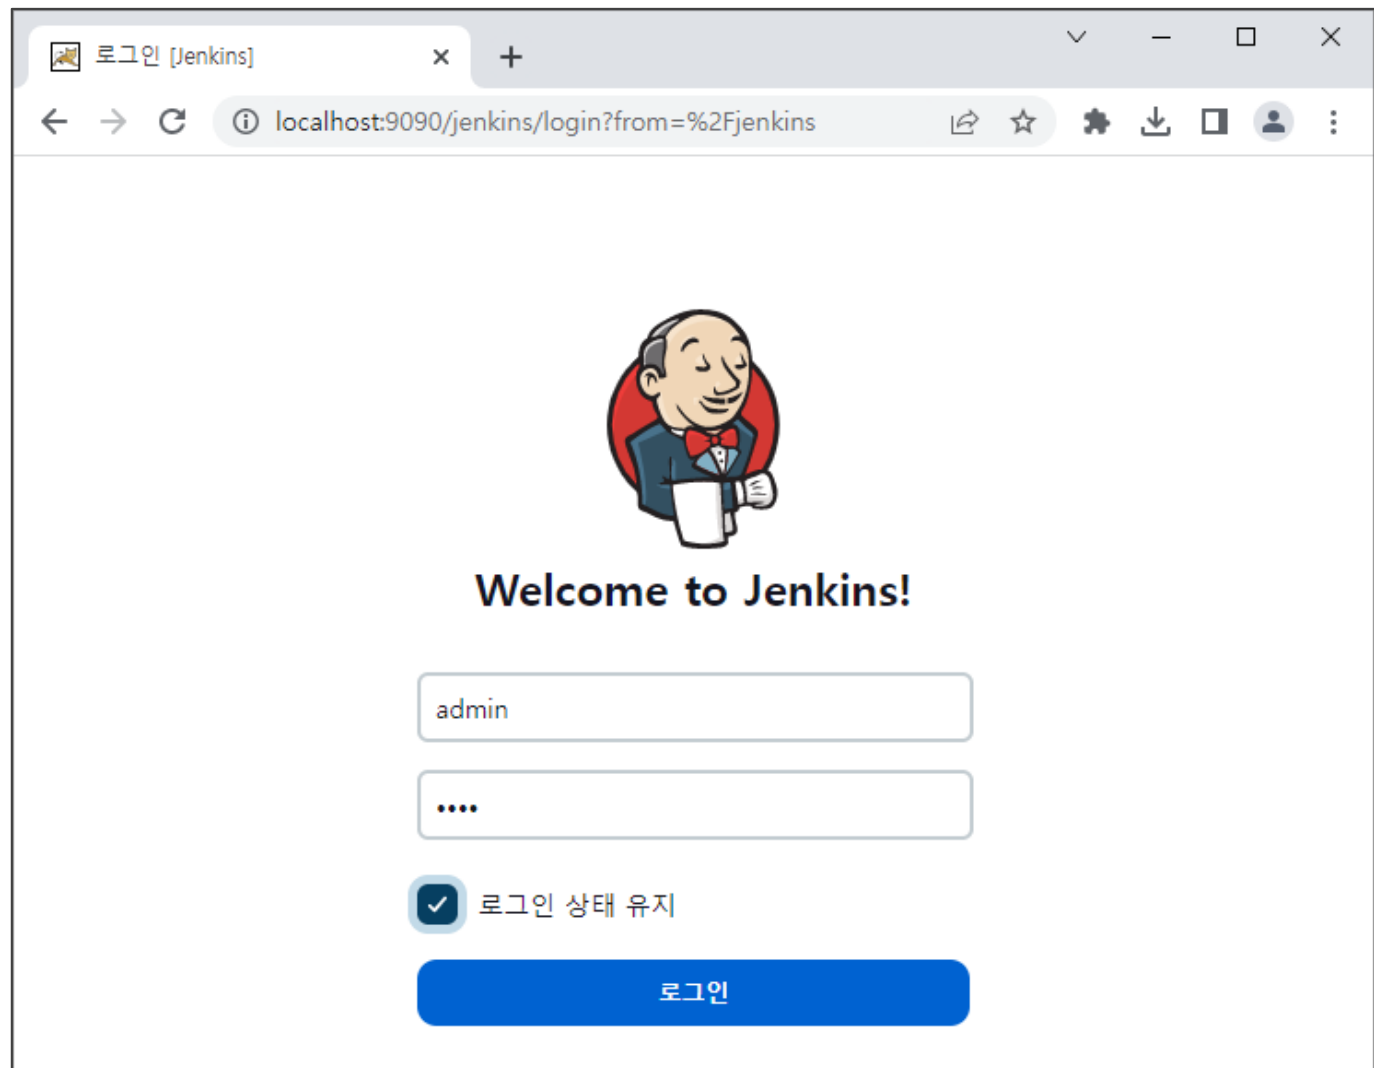 로그인 [Jenkins]
localhost:9090/jenkins/login?from=%2Fjenkins
Welcome to Jenkins!
admin
••••
로그인 상태 유지
로그인